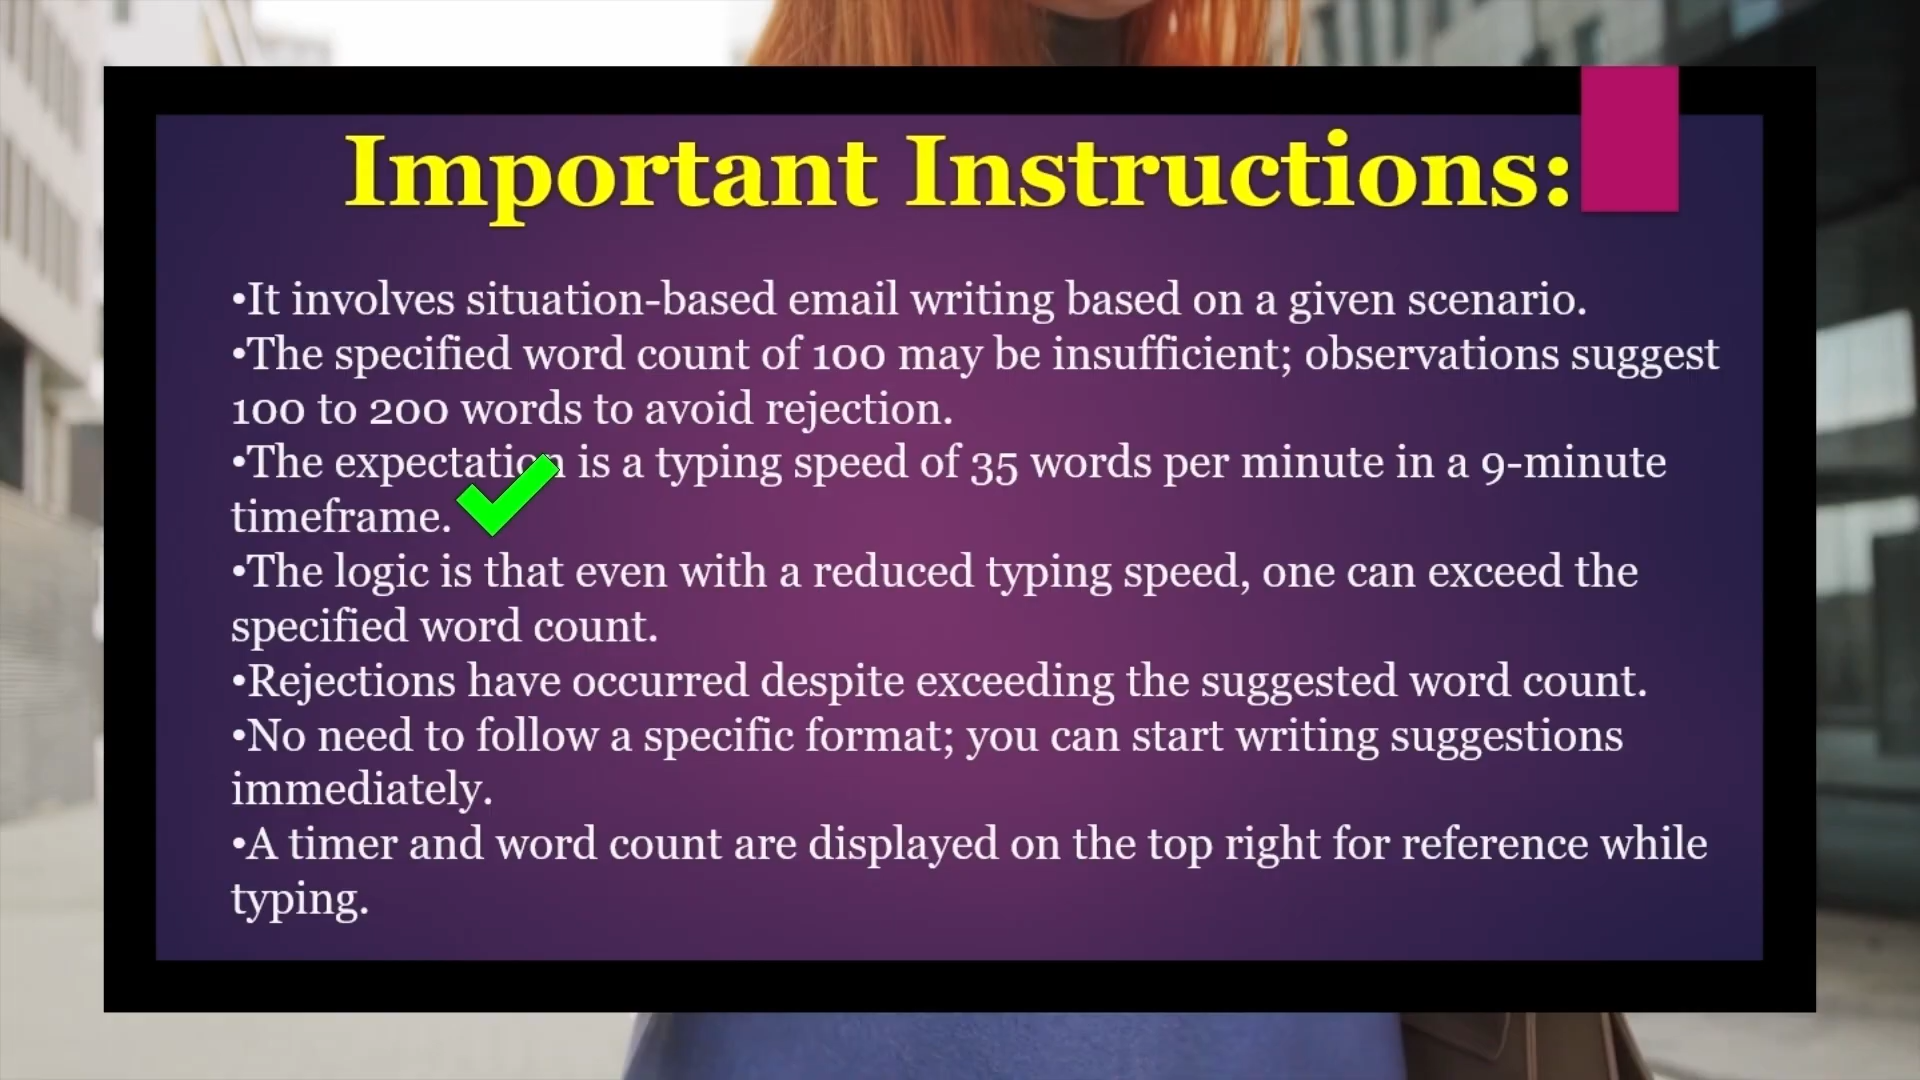 Important Instructions:
•It involves situation-based email writing based on a given scenario.
•The specified word count of 100 may be insufficient; observations suggest
100 to 200 words to avoid rejection.
•The expectation is a typing speed of 35 words per minute in a 9-minute
timeframe.
•The logic is that even with a reduced typing speed, one can exceed the
specified word count.
•Rejections have occurred despite exceeding the suggested word count.
•No need to follow a specific format; you can start writing suggestions
immediately.
•A timer and word count are displayed on the top right for reference while
typing.